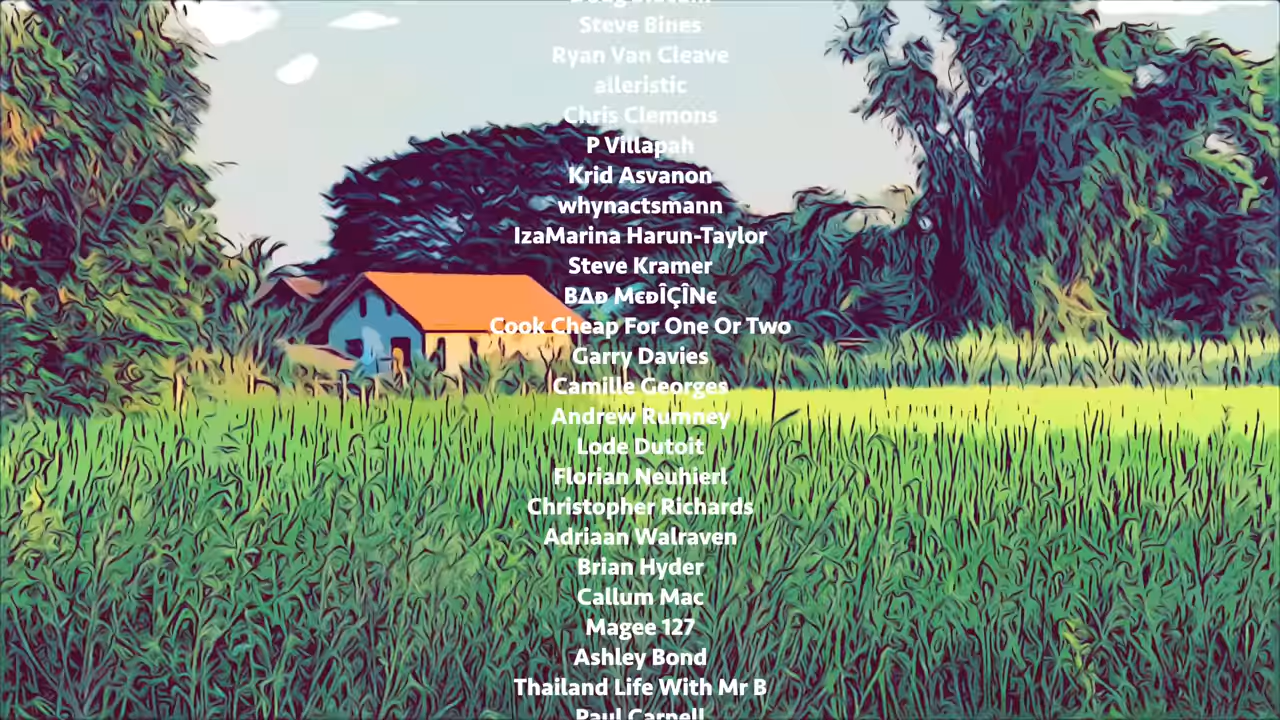 Steve Bines
Ryan Van Cleave
alleristic
Chris Clemons
P Villapah
Krid Asvanon
whynactsmann
IzaMarina Harun-Taylor
Steve Kramer
BΔᴆ MєᴆÎÇÎNє
Cook Cheap For One Or Two
Garry Davies
Camille Georges
Andrew Rumney
Lode Dutoit
Florian Neuhierl
Christopher Richards
Adriaan Walraven
Brian Hyder
Callum Mac
Magee 127
Ashley Bond
Thailand Life With Mr B
Paul Carnell